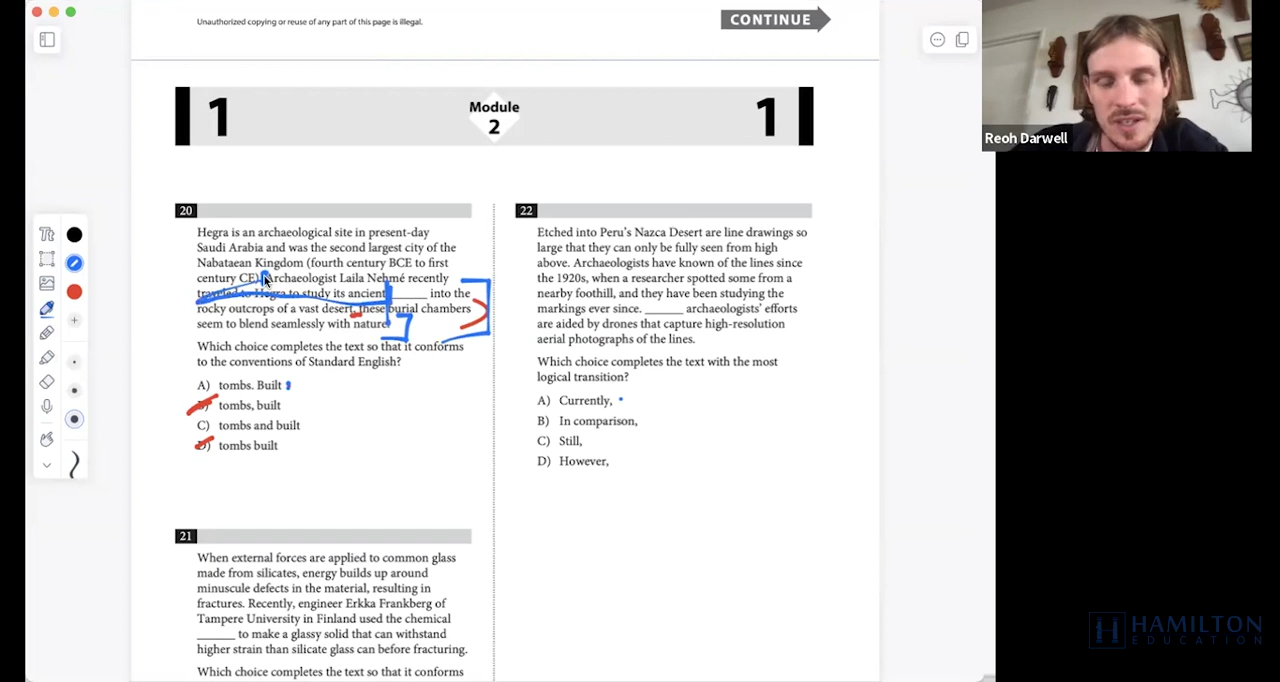 Unauthorized copying or reuse of any part of this page is illegal.
CONTINUE
1
Module
2
1
20
Hegra is an archaeological site in present-day
Saudi Arabia and was the second largest city of the
Nabataean Kingdom (fourth century BCE to first
century CE). Archaeologist Laila Nehmé recently
traveled to Hegra to study its ancient ______ into the
rocky outcrops of a vast desert, these burial chambers
seem to blend seamlessly with nature.
Which choice completes the text so that it conforms
to the conventions of Standard English?
A) tombs. Built
B) tombs, built
C) tombs and built
D) tombs built
21
When external forces are applied to common glass
made from silicates, energy builds up around
minuscule defects in the material, resulting in
fractures. Recently, engineer Erkka Frankberg of
Tampere University in Finland used the chemical
______ to make a glassy solid that can withstand
higher strain than silicate glass can before fracturing.
Which choice completes the text so that it conforms
22
Etched into Peru's Nazca Desert are line drawings so
large that they can only be fully seen from high
above. Archaeologists have known of the lines since
the 1920s, when a researcher spotted some from a
nearby foothill, and they have been studying the
markings ever since. ______ archaeologists' efforts
are aided by drones that capture high-resolution
aerial photographs of the lines.
Which choice completes the text with the most
logical transition?
A) Currently,
B) In comparison,
C) Still,
D) However,
Reoh Darwell
Tt
HAMILTON
EDUCATION